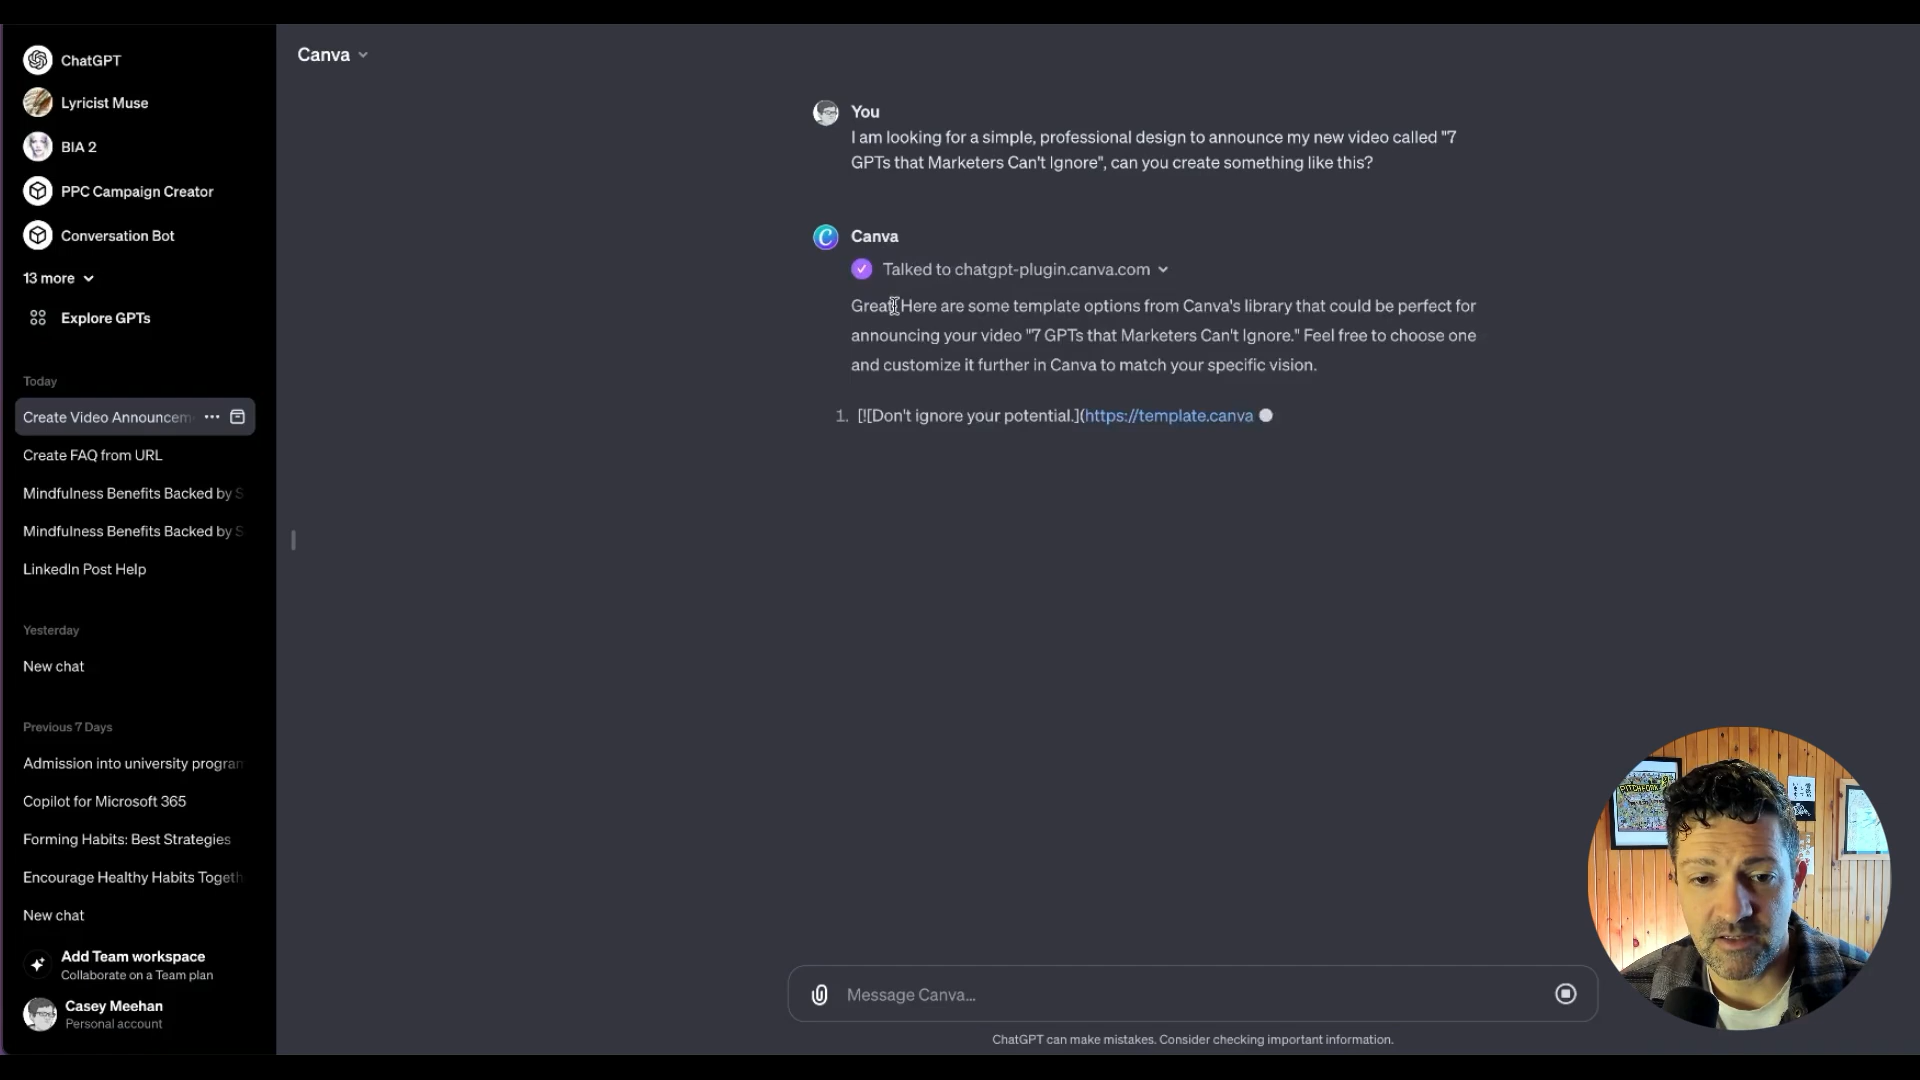 ChatGPT
Lyricist Muse
BIA 2
PPC Campaign Creator
Conversation Bot
13 more
Explore GPTs
Today
Create Video Announcem
Create FAQ from URL
Mindfulness Benefits Backed by S
Mindfulness Benefits Backed by S
LinkedIn Post Help
Yesterday
New chat
Previous 7 Days
Admission into university program
Copilot for Microsoft 365
Forming Habits: Best Strategies
Encourage Healthy Habits Togeth
New chat
Add Team workspace
Collaborate on a Team plan
Casey Meehan
Personal account
Canva
You
I am looking for a simple, professional design to announce my new video called "7
GPTs that Marketers Can't Ignore", can you create something like this?
Canva
Talked to chatgpt-plugin.canva.com
Great! Here are some template options from Canva's library that could be perfect for
announcing your video "7 GPTs that Marketers Can't Ignore." Feel free to choose one
and customize it further in Canva to match your specific vision.
1. [![Don't ignore your potential.](https://template.canva
PITCHFORK
Message Canva...
ChatGPT can make mistakes. Consider checking important information.